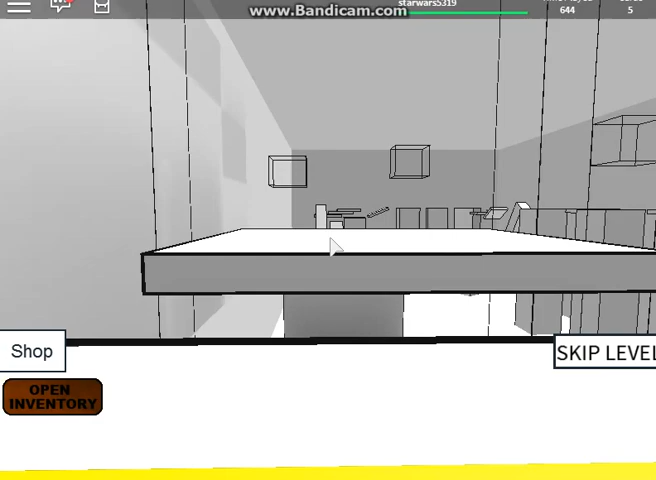 www.Bandicam.com
starwars5319
644
5
Shop
SKIP LEVEL
OPEN
INVENTORY